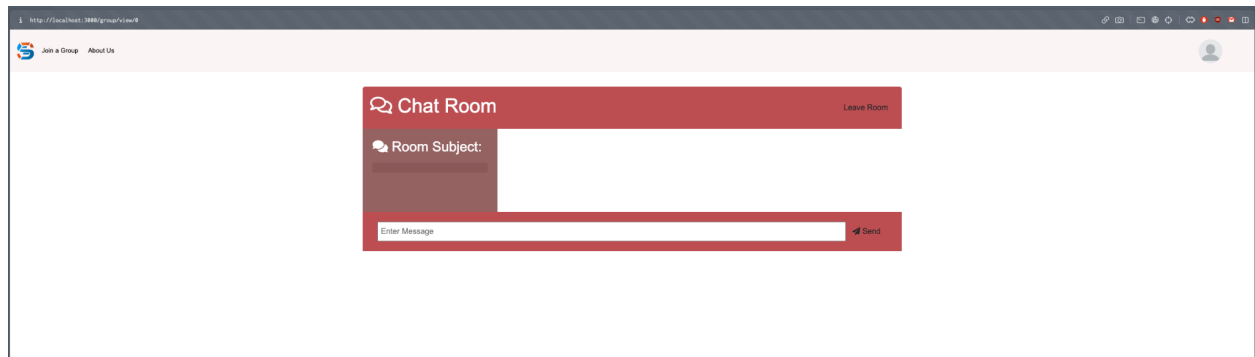 i http://localhost:3000/group/view/0
S
Join a Group About Us
Chat Room
Leave Room
Room Subject:
Enter Message
Send